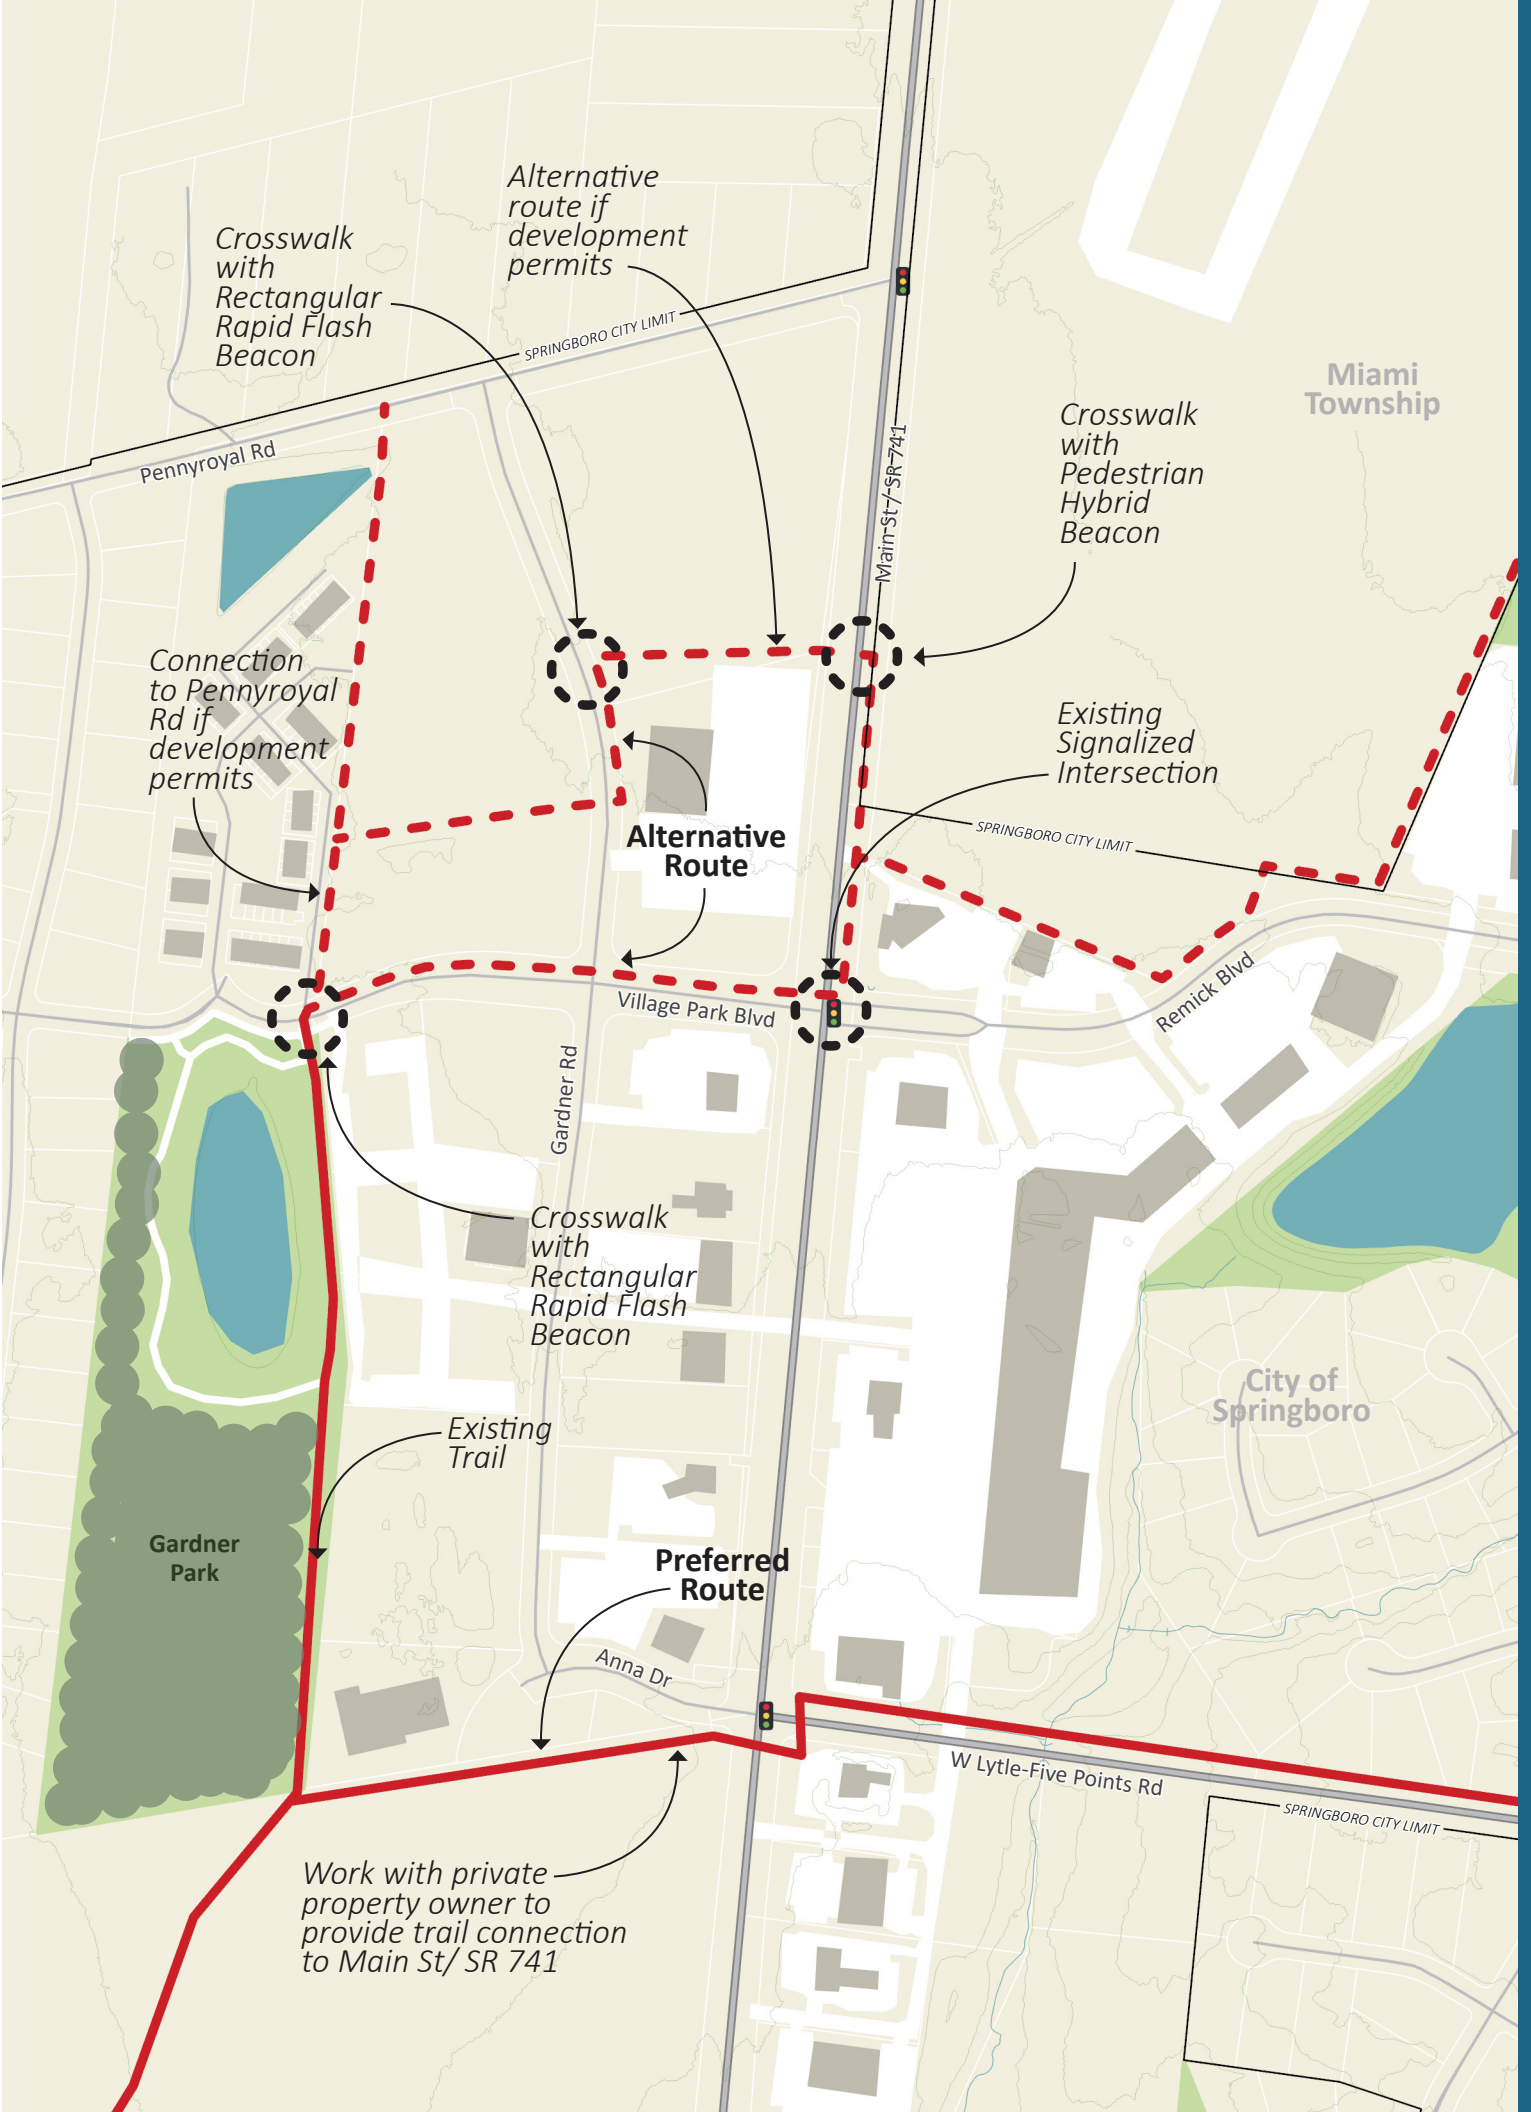 Alternative
route if
development
permits
Crosswalk
with
Rectangular
Rapid Flash
Beacon
SPRINGBORO CITY LIMIT
Miami
Township
Crosswalk
with
Pedestrian
Hybrid
Beacon
Main St / SR 741
Pennyroyal Rd
Connection
to Pennyroyal
Rd if
development
permits
Existing
Signalized
Intersection
Alternative
Route
SPRINGBORO CITY LIMIT
Village Park Blvd
Remick Blvd
Gardner Rd
Crosswalk
with
Rectangular
Rapid Flash
Beacon
City of
Springboro
Existing
Trail
Gardner
Park
Preferred
Route
Anna Dr
W Lytle-Five Points Rd
SPRINGBORO CITY LIMIT
Work with private
property owner to
provide trail connection
to Main St/ SR 741